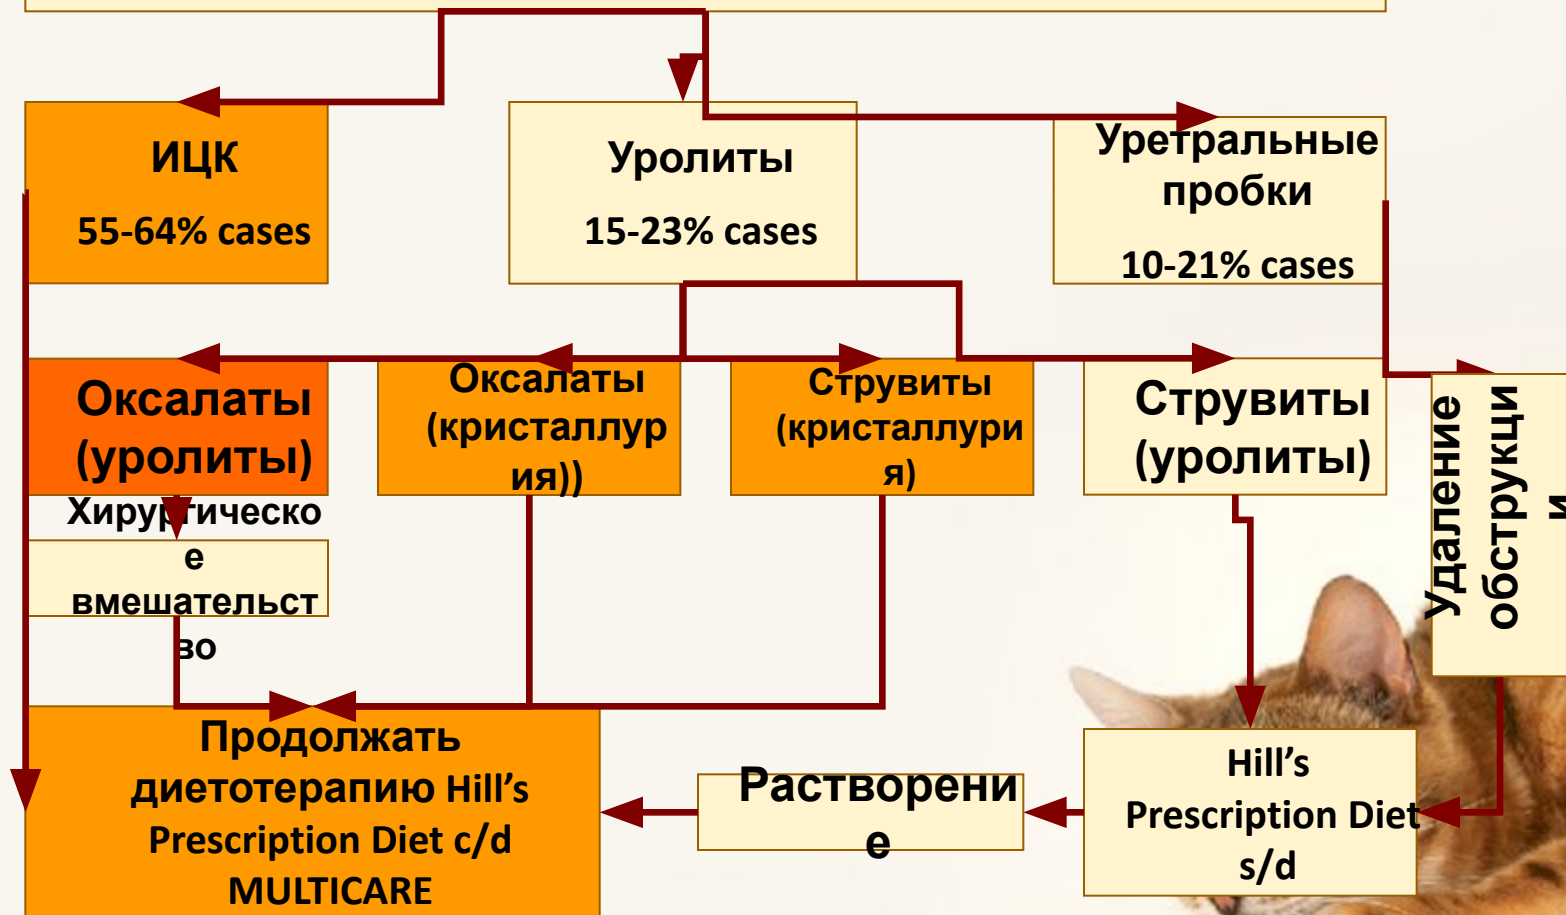 ИЦК
55-64% cases
Уролиты
15-23% cases
Уретральные
пробки
10-21% cases
Оксалаты
(уролиты)
Оксалаты
(кристаллур
ия))
Струвиты
(кристаллури
я)
Струвиты
(уролиты)
Удаление
обструкци
и
Хирургическо
е
вмешательст
во
Продолжать
диетотерапию Hill’s
Prescription Diet c/d
MULTICARE
Растворени
е
Hill’s
Prescription Diet
s/d